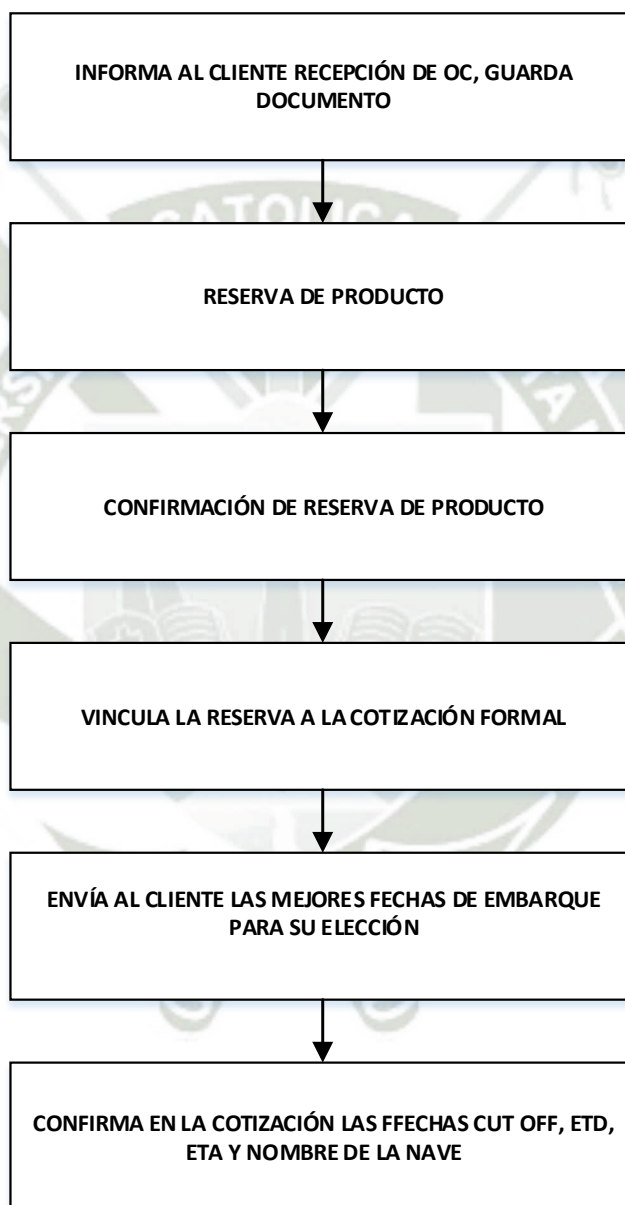 INFORMA AL CLIENTE RECEPCIÓN DE OC, GUARDA
DOCUMENTO
CATOLICA
RESERVA DE PRODUCTO
CONFIRMACIÓN DE RESERVA DE PRODUCTO
VINCULA LA RESERVA A LA COTIZACIÓN FORMAL
ENVÍA AL CLIENTE LAS MEJORES FECHAS DE EMBARQUE
PARA SU ELECCIÓN
CONFIRMA EN LA COTIZACIÓN LAS FFECHAS CUT OFF, ETD,
ETA Y NOMBRE DE LA NAVE